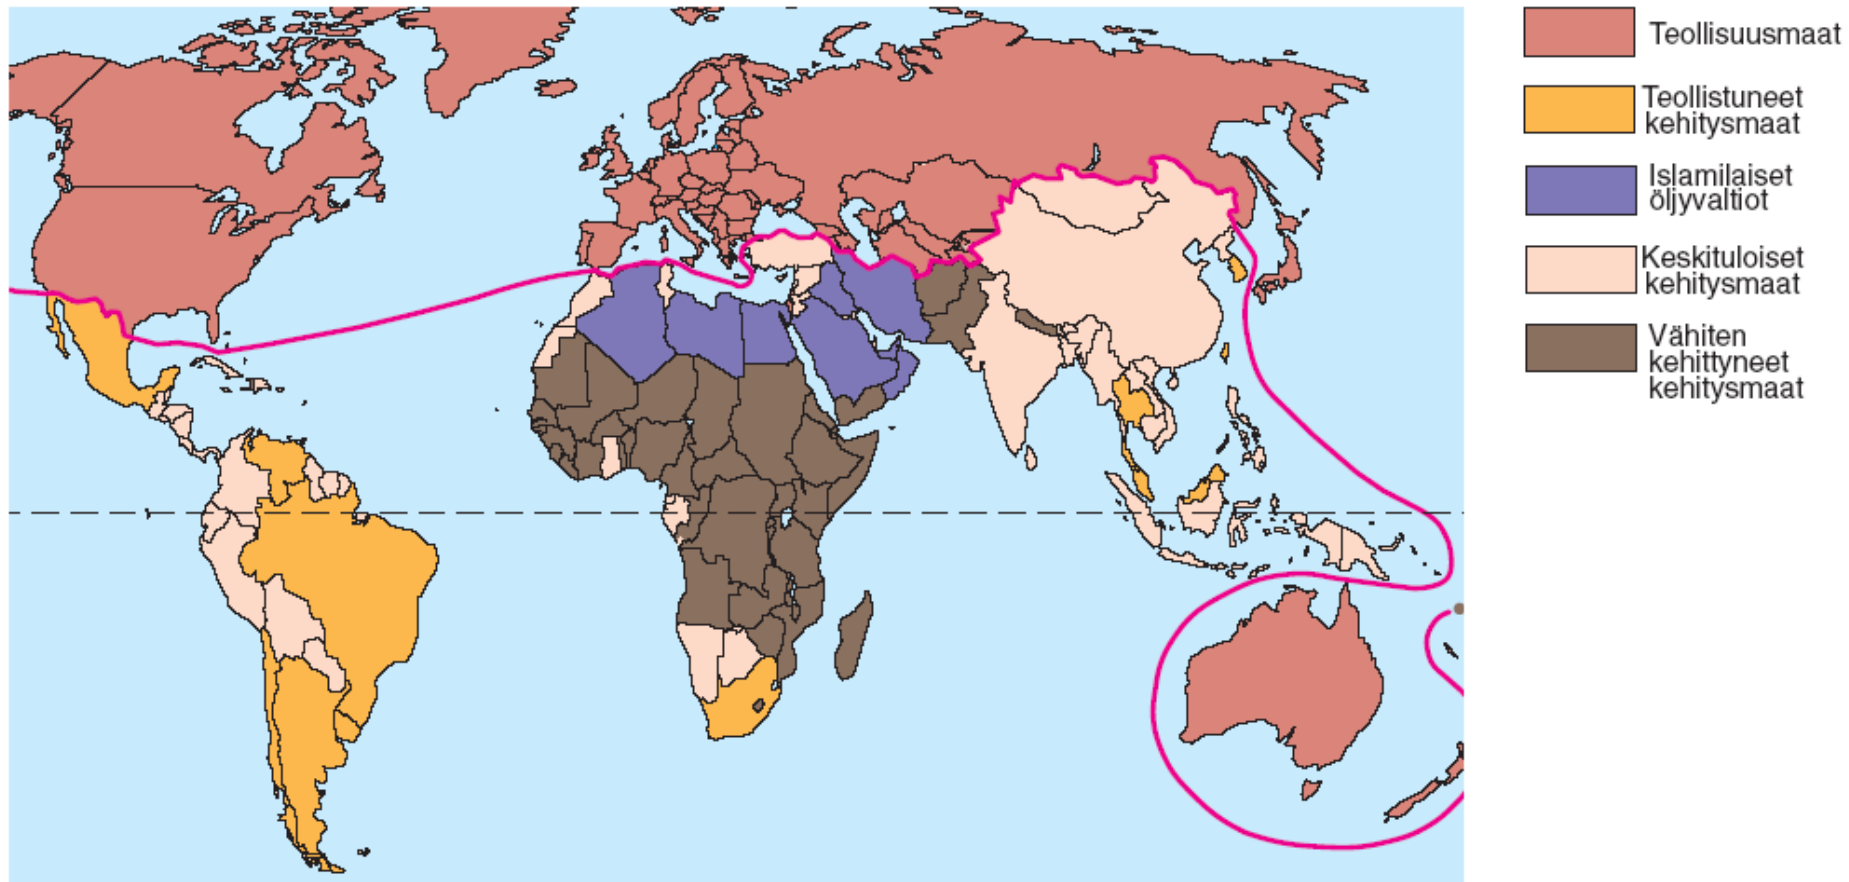 Teollisuusmaat
Teollistuneet
kehitysmaat
Islamilaiset
öljyvaltiot
Keskituloiset
kehitysmaat
Vähiten
kehittyneet
kehitysmaat